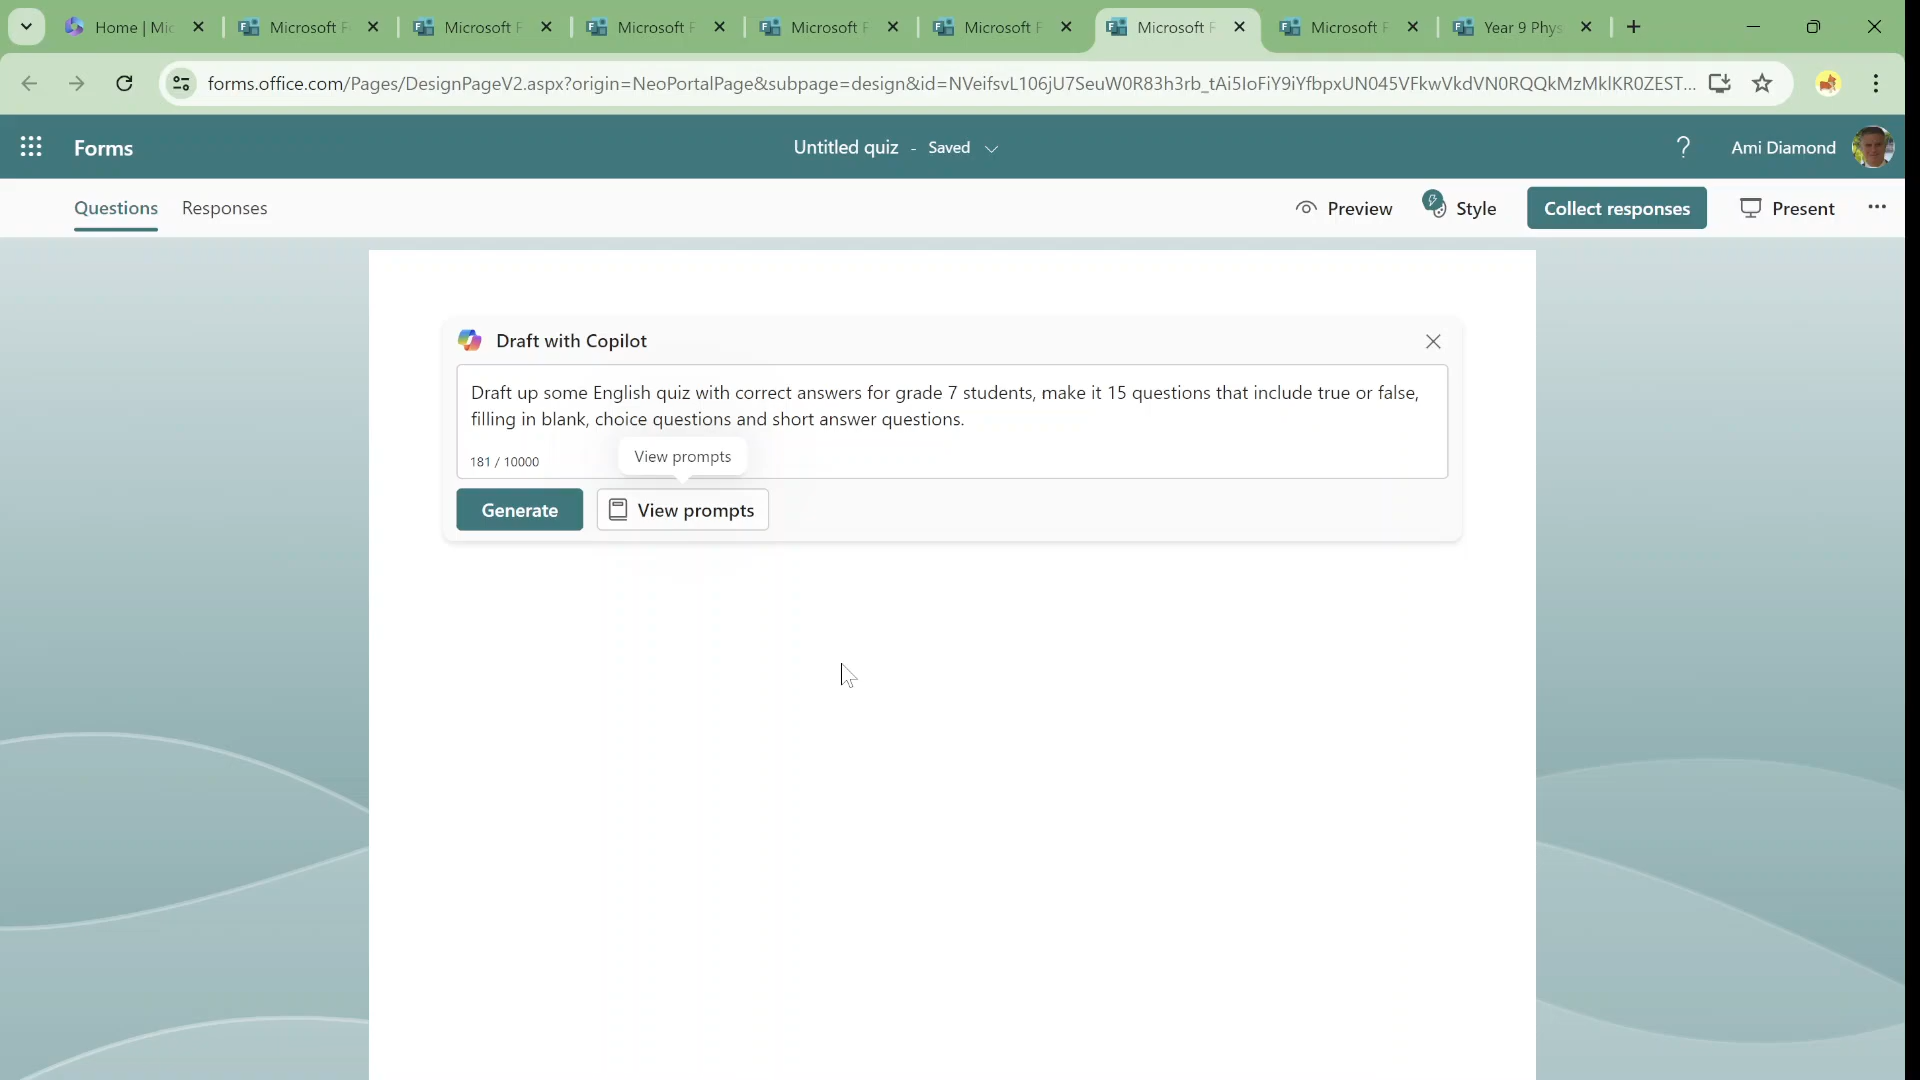 Home | Mic
Microsoft F
Microsoft F
Microsoft F
Microsoft F
Microsoft F
Microsoft F
Microsoft F
Year 9 Phys
forms.office.com/Pages/DesignPageV2.aspx?origin=NeoPortalPage&subpage=design&id=NVeifsvL106jU7SeuW0R83h3rb_tAi5IoFiY9iYfbpxUN045VFkwVkdVN0RQQkMzMklKR0ZEST...
Forms
Untitled quiz - Saved
?
Ami Diamond
Questions
Responses
Preview
Style
Collect responses
Present
Draft with Copilot
Draft up some English quiz with correct answers for grade 7 students, make it 15 questions that include true or false,
filling in blank, choice questions and short answer questions.
181 / 10000
View prompts
Generate
View prompts